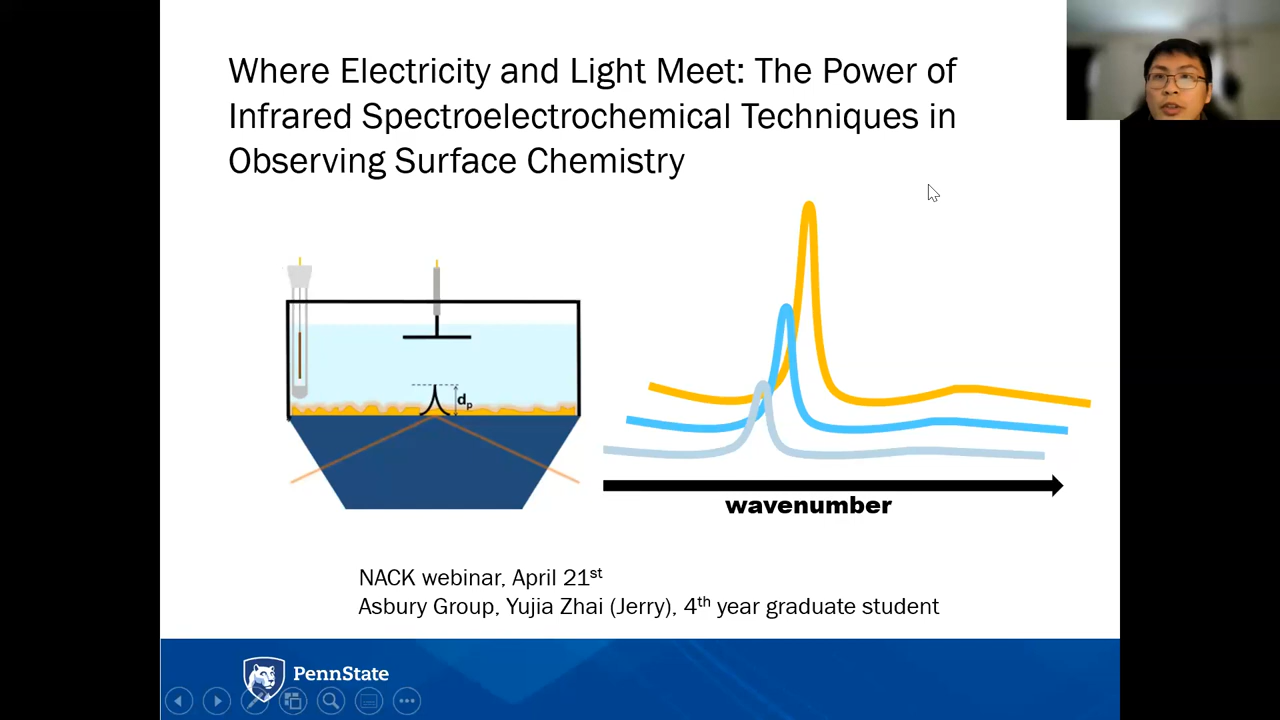 Where Electricity and Light Meet: The Power of
Infrared Spectroelectrochemical Techniques in
Observing Surface Chemistry
dp
wavenumber
NACK webinar, April 21st
Asbury Group, Yujia Zhai (Jerry), 4th year graduate student
PennState